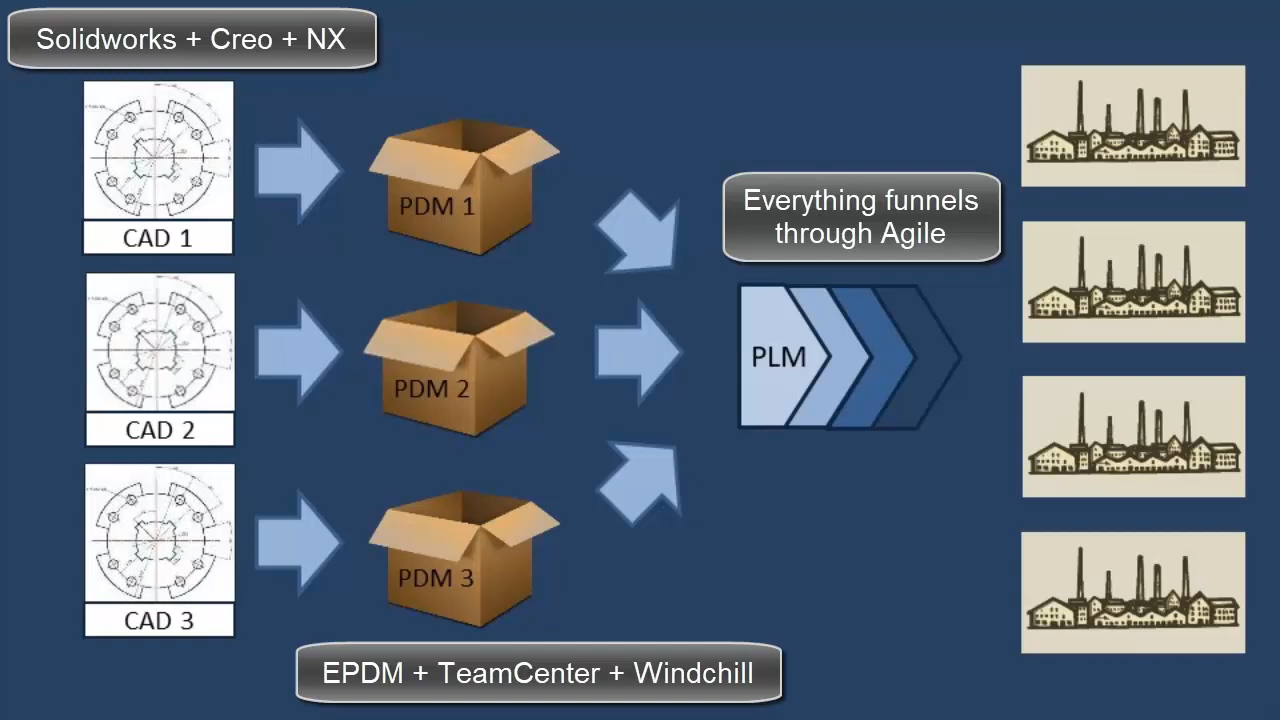 Solidworks + Creo + NX
CAD 1
PDM 1
CAD 2
PDM 2
CAD 3
PDM 3
Everything funnels
through Agile
PLM
EPDM + TeamCenter + Windchill